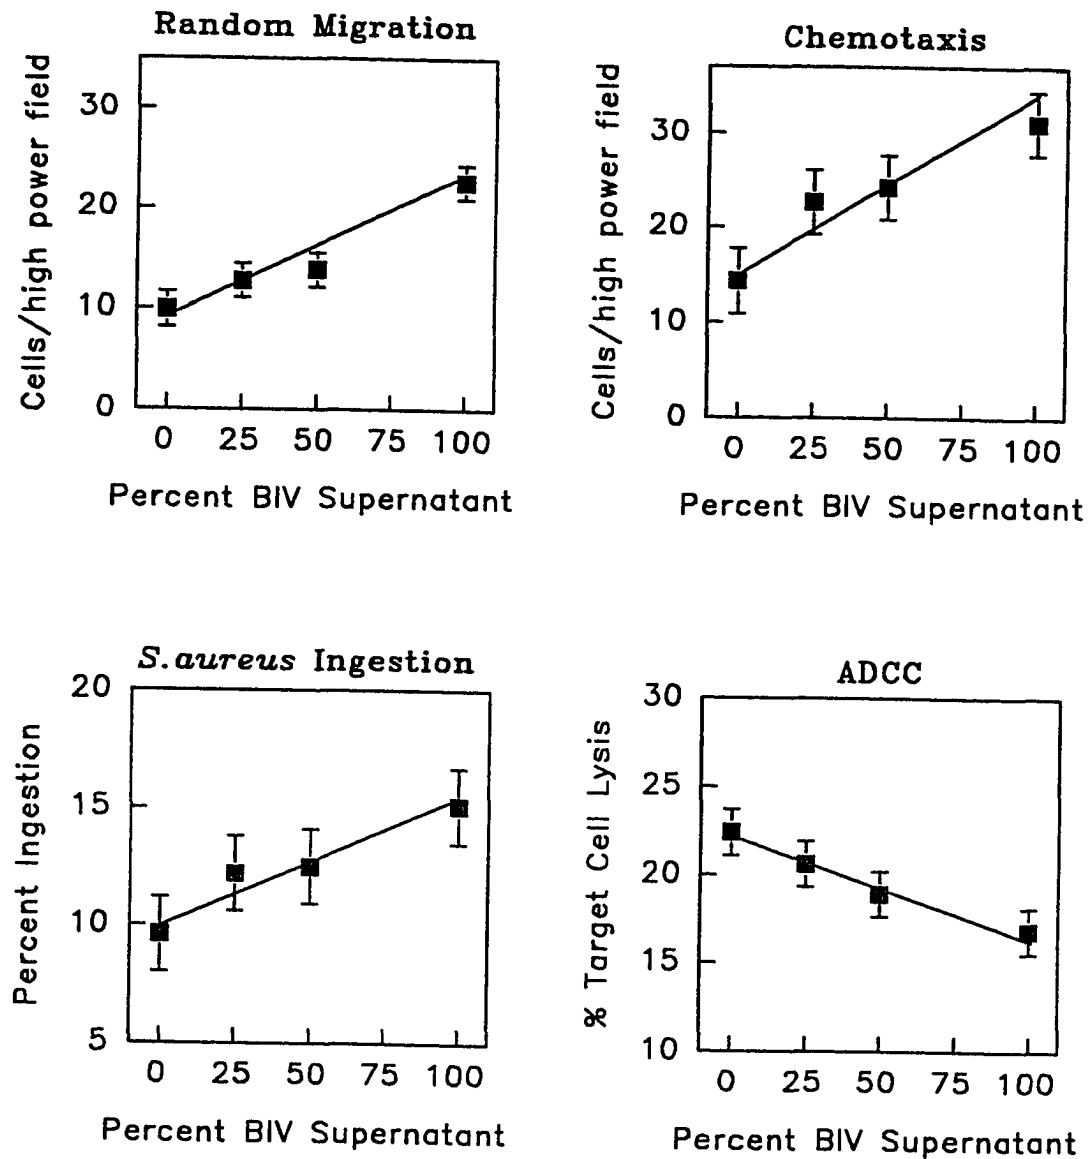 Random Migration
Cells/high power field
30
20
10
0
0 25 50 75 100
Percent BIV Supernatant
Chemotaxis
Cells/high power field
30
20
10
0
0 25 50 75 100
Percent BIV Supernatant
S.aureus Ingestion
Percent Ingestion
20
15
10
5
0 25 50 75 100
Percent BIV Supernatant
ADCC
% Target Cell Lysis
30
25
20
15
10
0 25 50 75 100
Percent BIV Supernatant